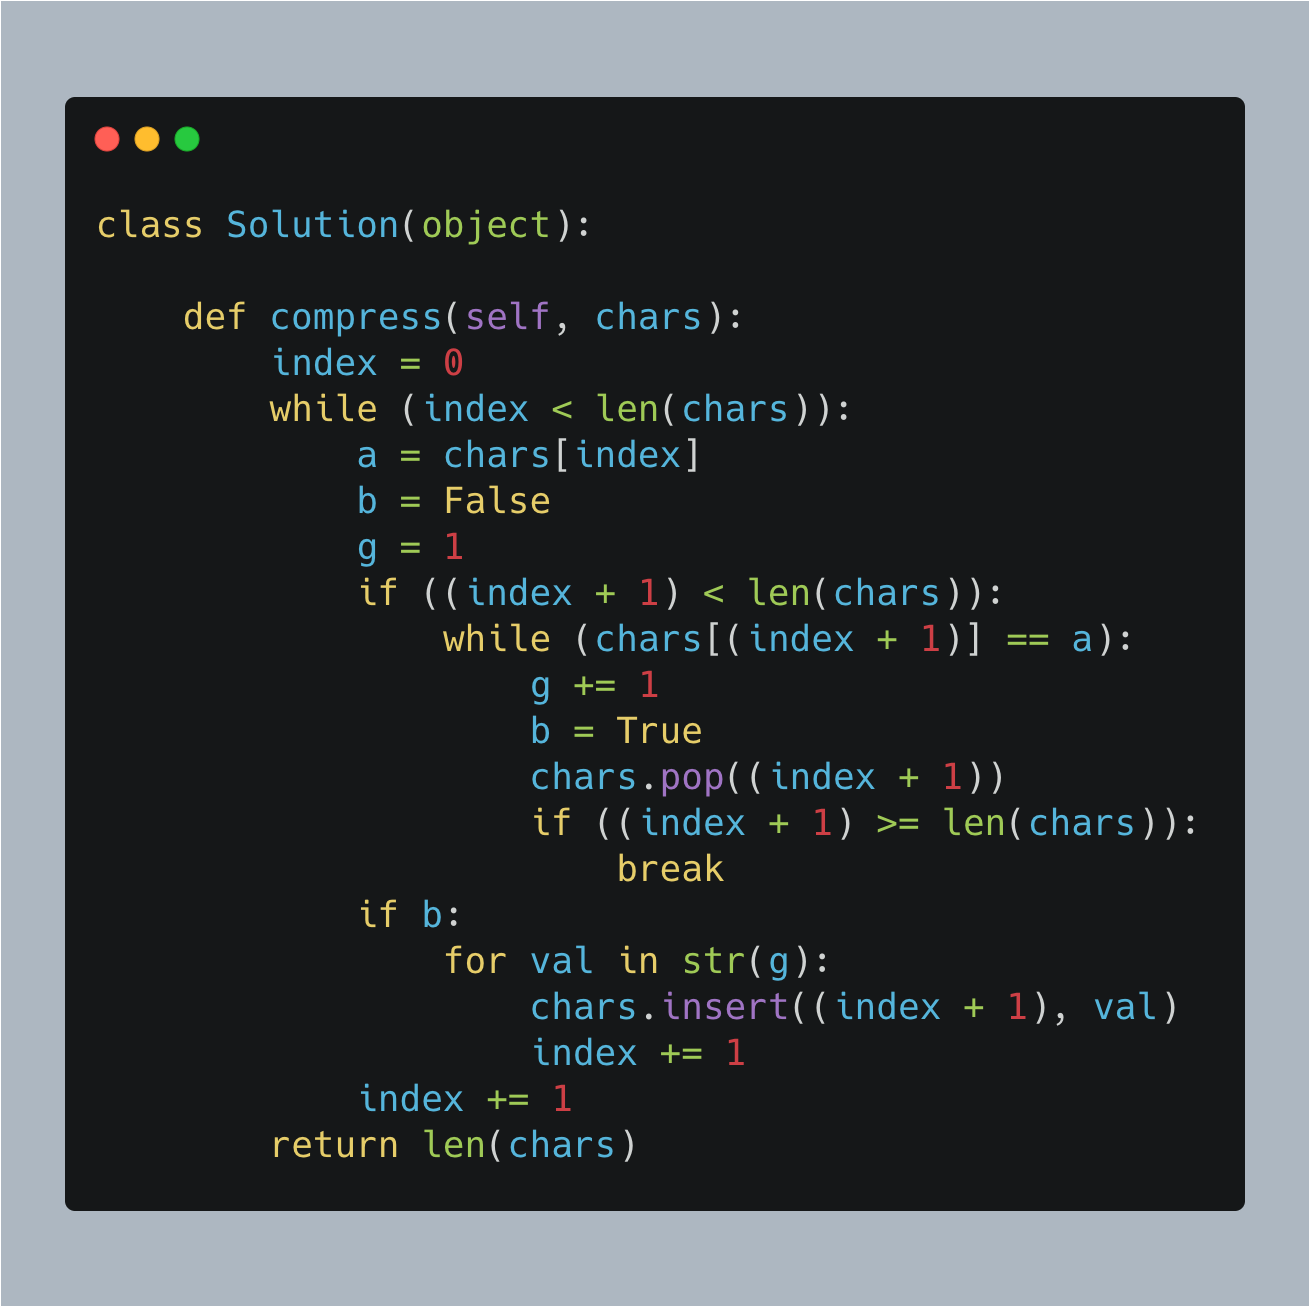 class Solution(object):

    def compress(self, chars):
        index = 0
        while (index < len(chars)):
            a = chars[index]
            b = False
            g = 1
            if ((index + 1) < len(chars)):
                while (chars[(index + 1)] == a):
                    g += 1
                    b = True
                    chars.pop((index + 1))
                    if ((index + 1) >= len(chars)):
                        break
            if b:
                for val in str(g):
                    chars.insert((index + 1), val)
                    index += 1
            index += 1
        return len(chars)